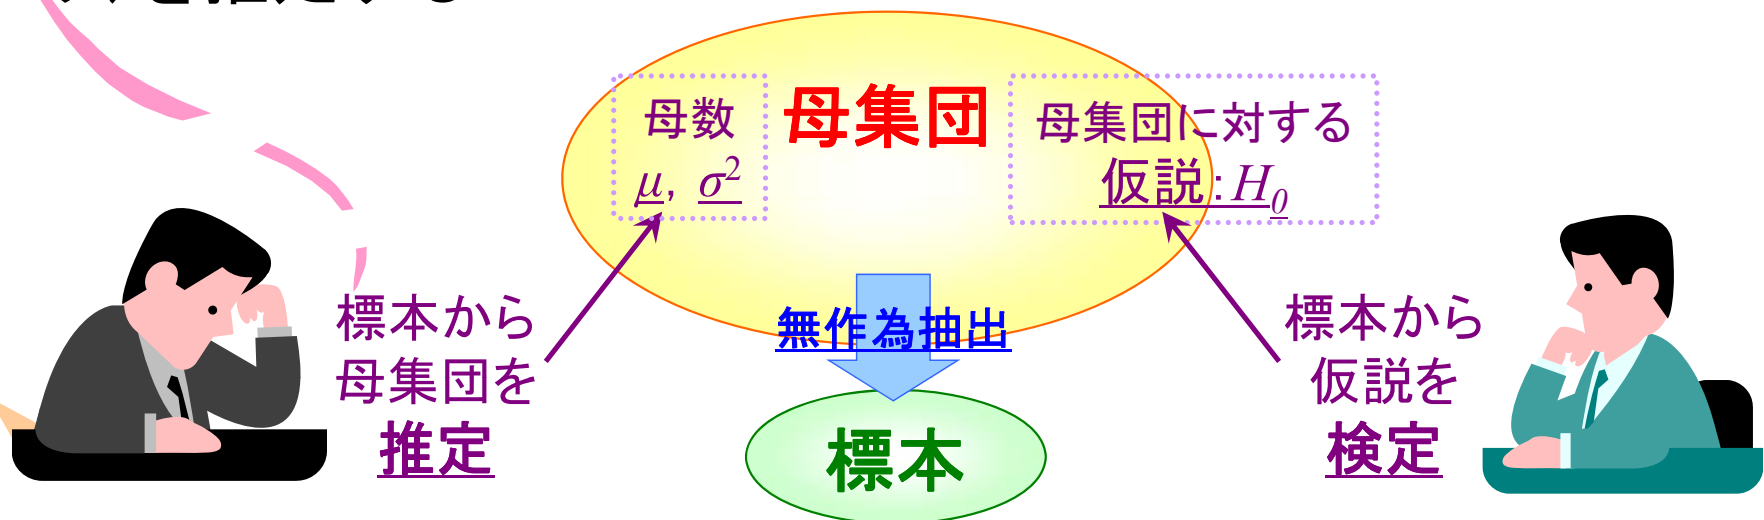 母集団
母数
μ, σ²
母集団に対する
仮説:H₀
無作為抽出
標本から
母集団を
推定
標本
標本から
仮説を
検定